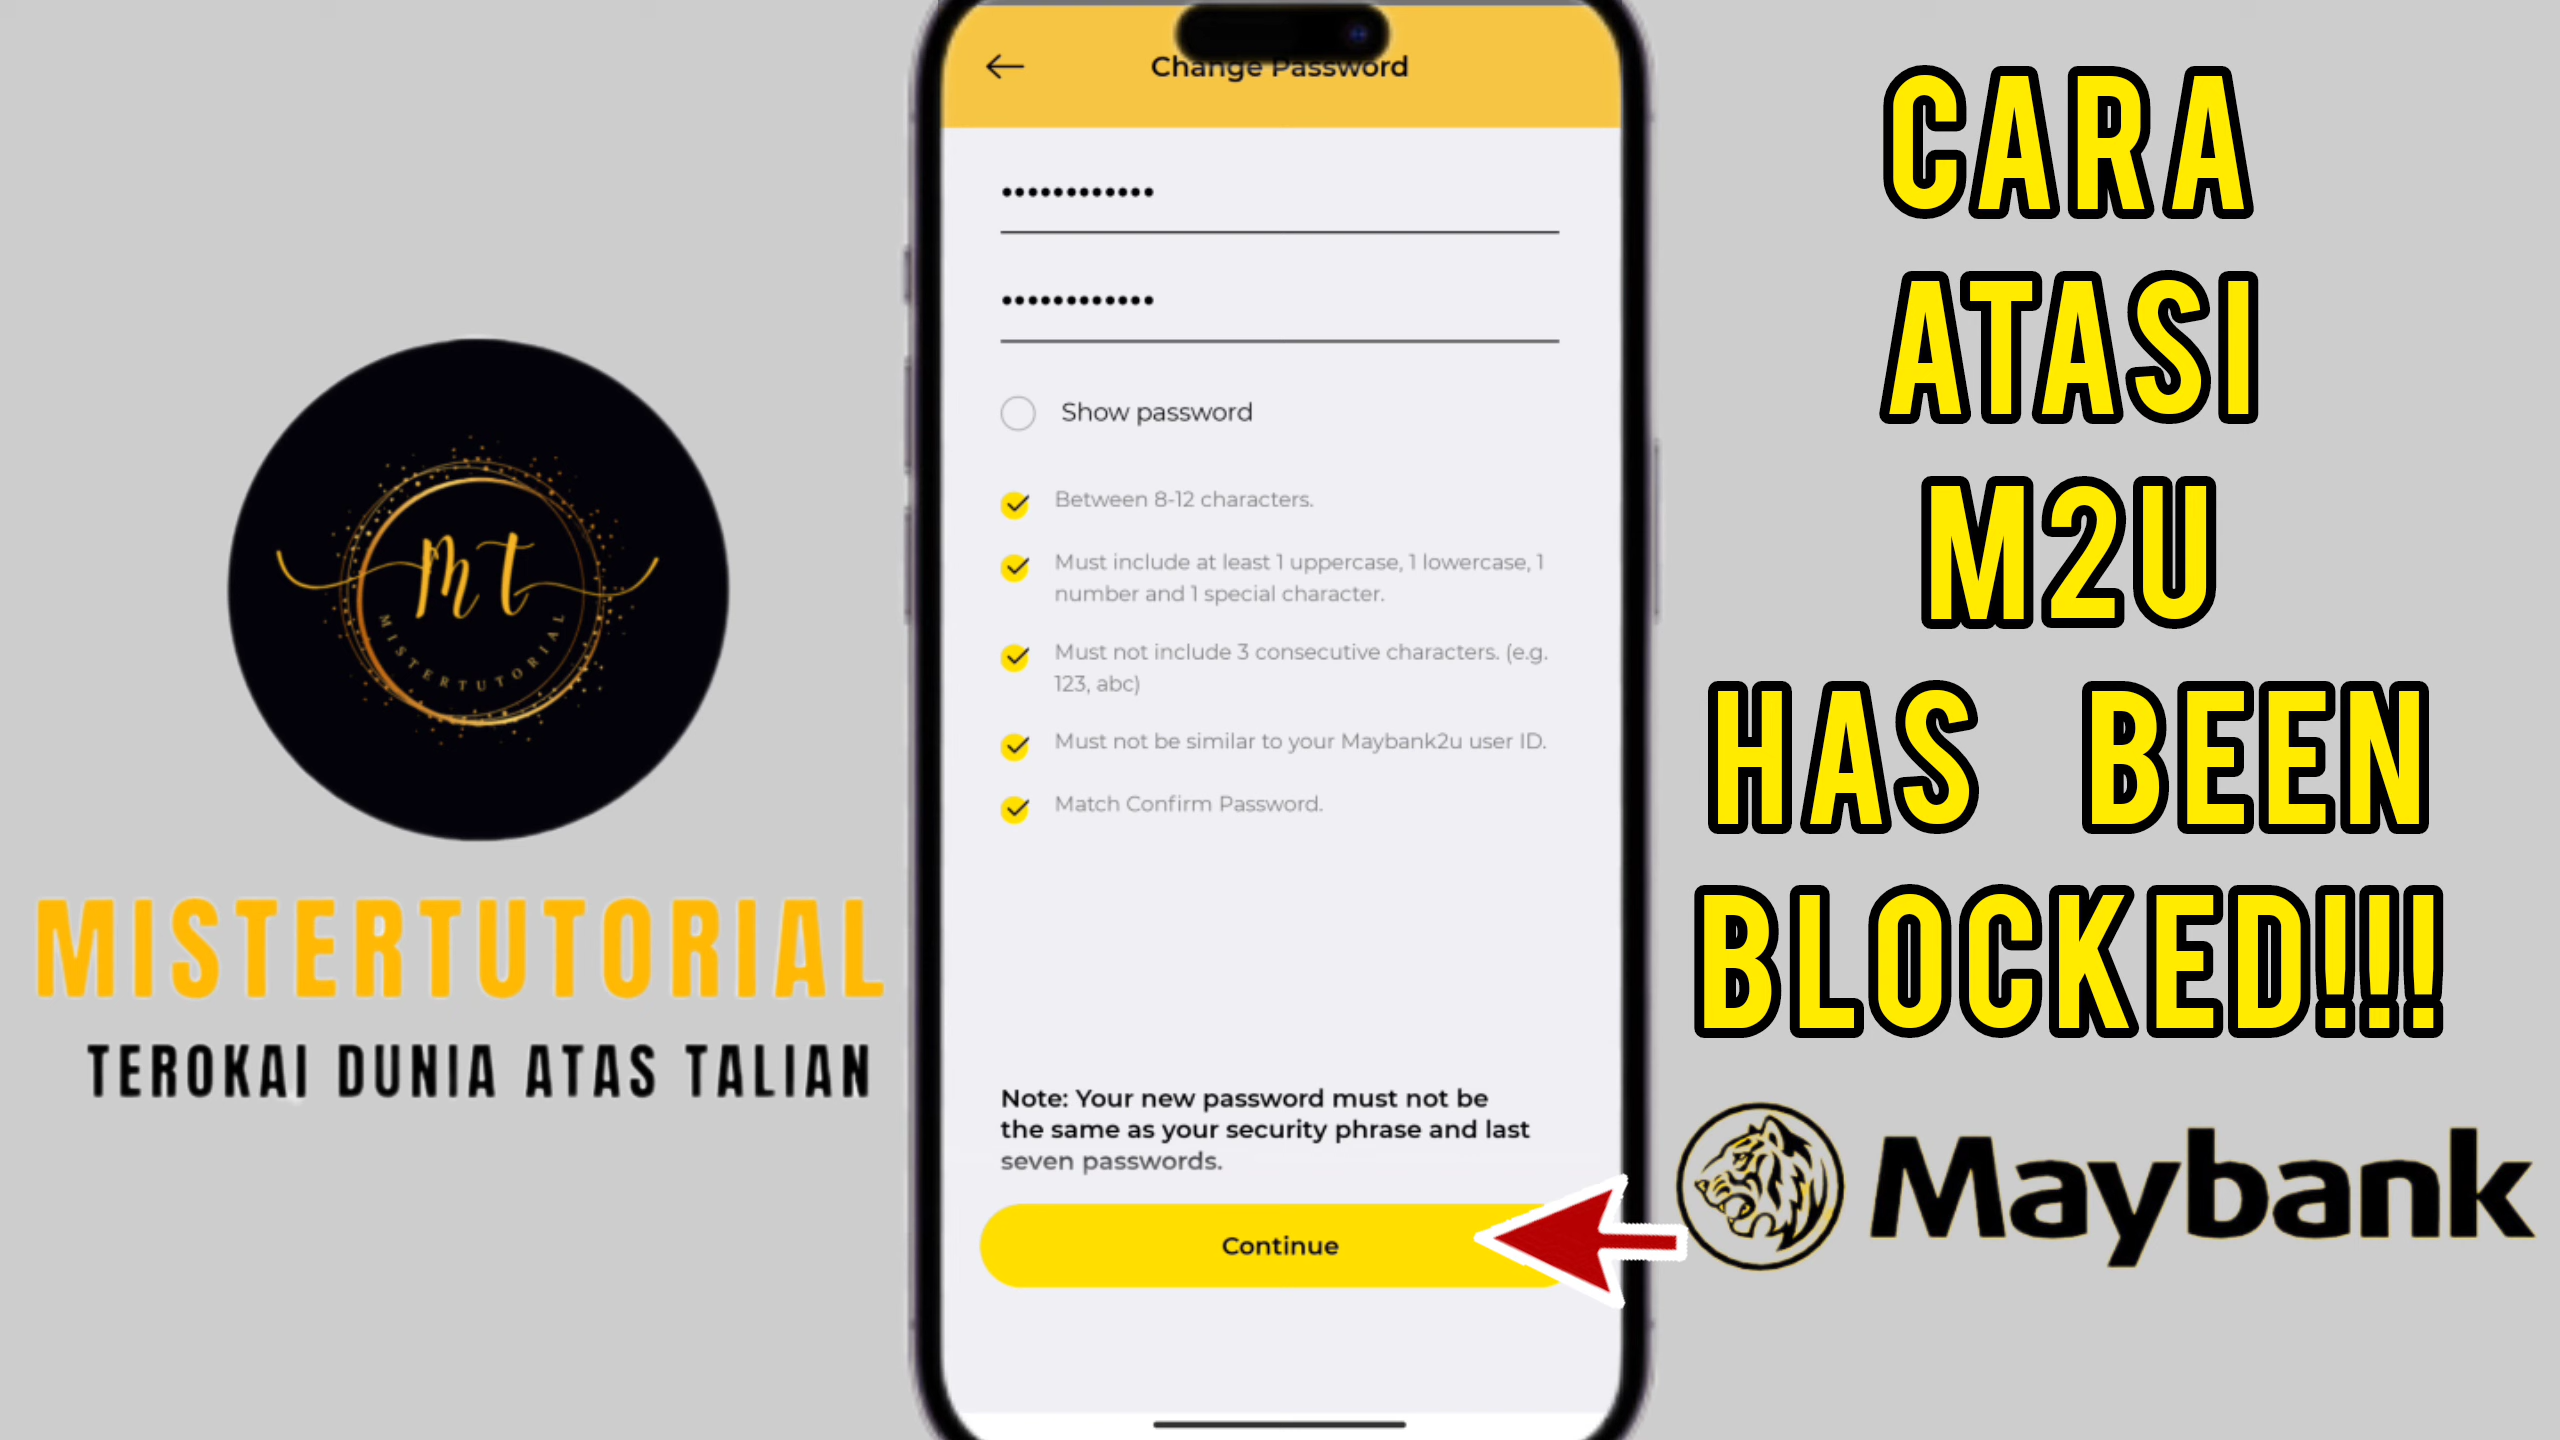 Mt
MISTERTUTORIAL
MISTERTUTORIAL
TEROKAI DUNIA ATAS TALIAN
Change Password
••••••••••••
••••••••••••
Show password
Between 8-12 characters.
Must include at least 1 uppercase, 1 lowercase, 1
number and 1 special character.
Must not include 3 consecutive characters. (e.g.
123, abc)
Must not be similar to your Maybank2u user ID.
Match Confirm Password.
Note: Your new password must not be
the same as your security phrase and last
seven passwords.
Continue
CARA
ATASI
M2U
HAS BEEN
BLOCKED!!!
Maybank